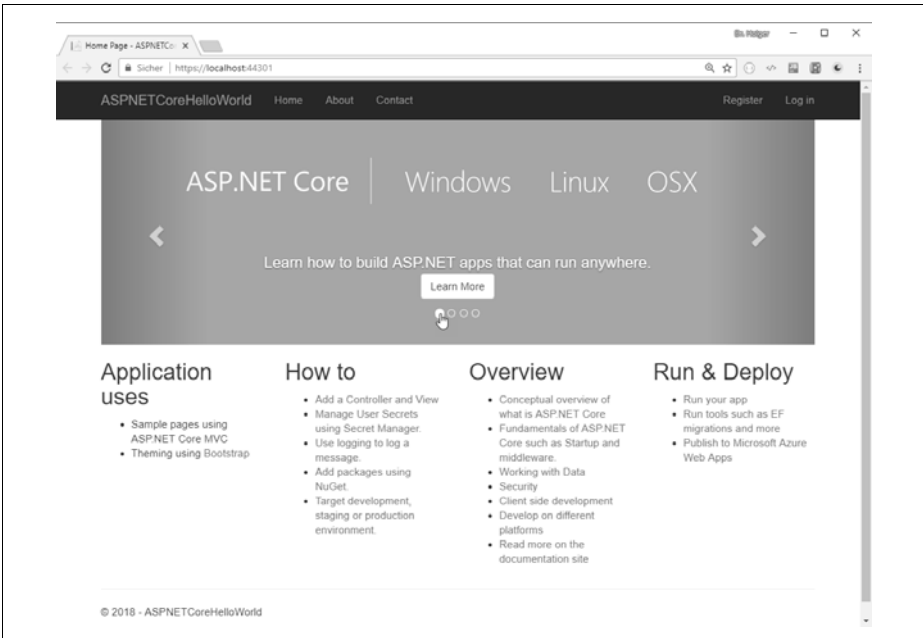 Home Page - ASPNETCo
Sicher | https://localhost:44301
ASPNETCoreHelloWorld Home About Contact Register Log in
ASP.NET Core Windows Linux OSX
Learn how to build ASP.NET apps that can run anywhere.
Learn More
Application
uses
Sample pages using
ASP.NET Core MVC
Theming using Bootstrap
How to
Add a Controller and View
Manage User Secrets
using Secret Manager.
Use logging to log a
message.
Add packages using
NuGet.
Target development,
staging or production
environment.
Overview
Conceptual overview of
what is ASP.NET Core
Fundamentals of ASP.NET
Core such as Startup and
middleware.
Working with Data
Security
Client side development
Develop on different
platforms
Read more on the
documentation site
Run & Deploy
Run your app
Run tools such as EF
migrations and more
Publish to Microsoft Azure
Web Apps
© 2018 - ASPNETCoreHelloWorld